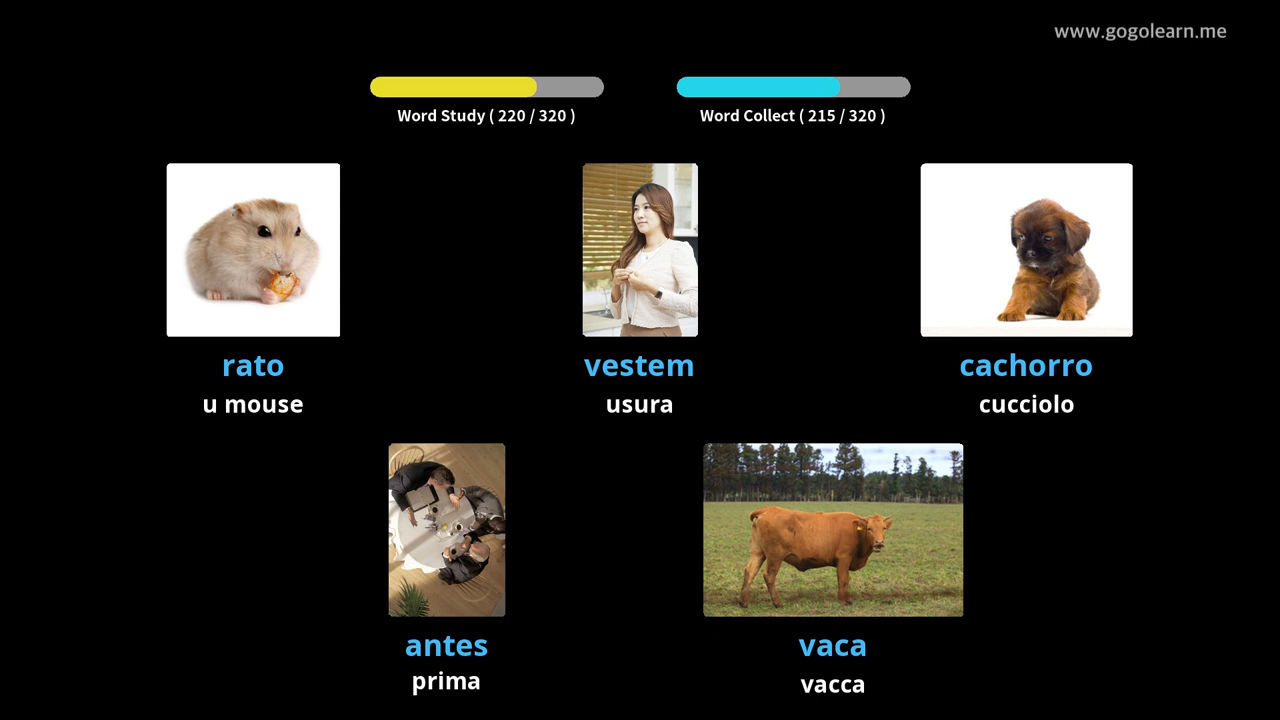 www.gogolearn.me
Word Study ( 220 / 320 )
Word Collect ( 215 / 320 )
rato
u mouse
vestem
usura
cachorro
cucciolo
antes
prima
vaca
vacca